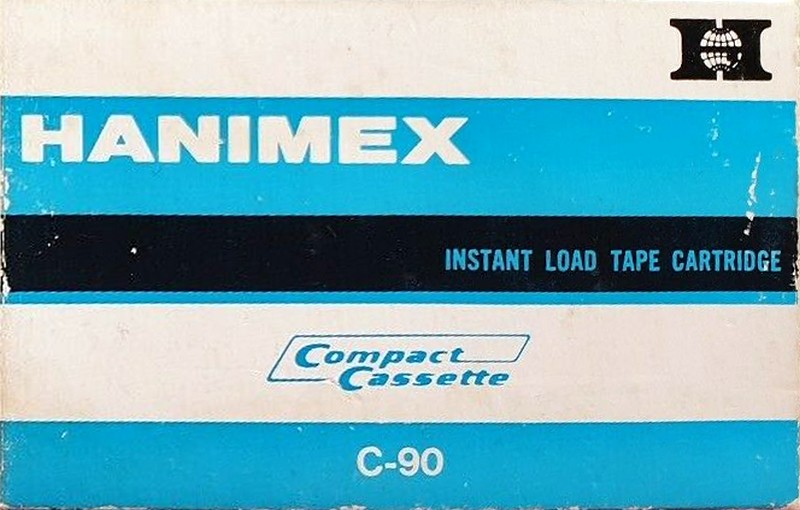 H
HANIMEX
INSTANT LOAD TAPE CARTRIDGE
Compact
Cassette
C-90